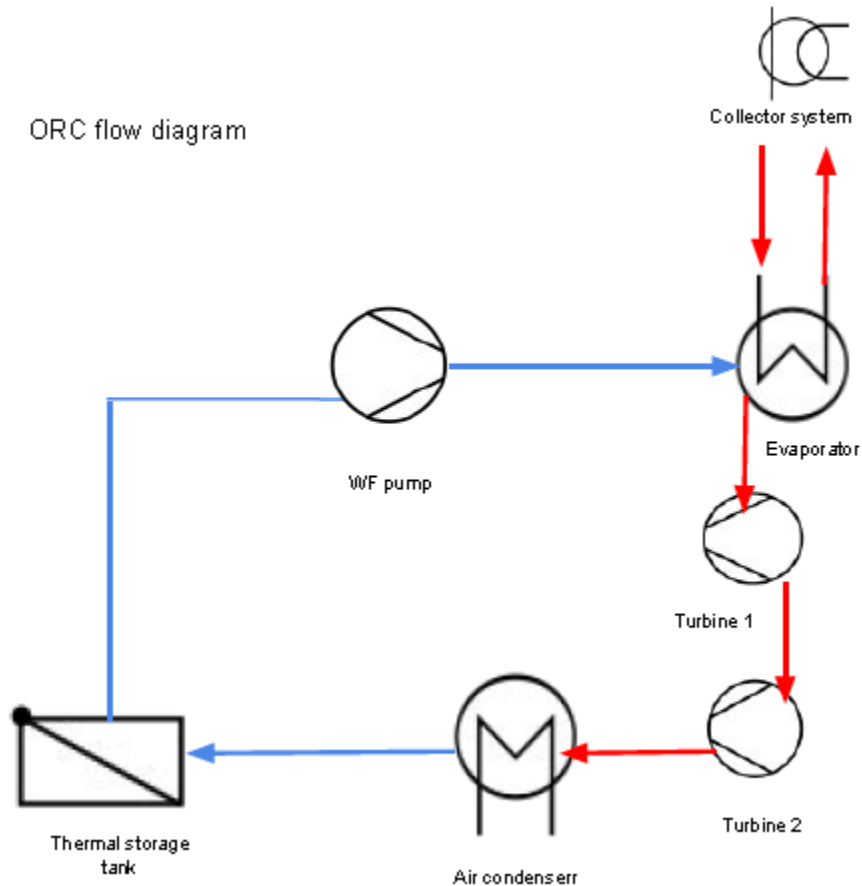 Collector system
ORC flow diagram
Evaporator
WF pump
Turbine 1
Turbine 2
Thermal storage
tank
Air condenserr